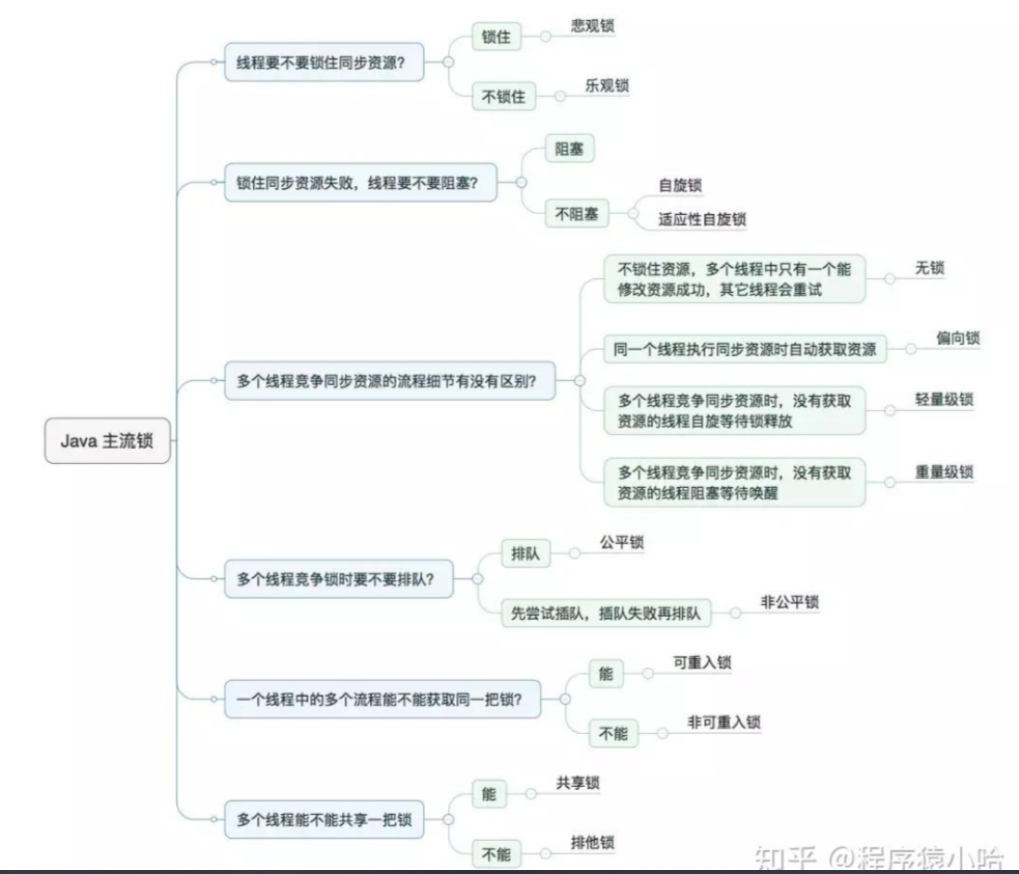 Java 主流锁
线程要不要锁住同步资源？
锁住
悲观锁
不锁住
乐观锁
锁住同步资源失败，线程要不要阻塞？
阻塞
不阻塞
自旋锁
适应性自旋锁
多个线程竞争同步资源的流程细节有没有区别？
不锁住资源，多个线程中只有一个能
修改资源成功，其它线程会重试
无锁
同一个线程执行同步资源时自动获取资源
偏向锁
多个线程竞争同步资源时，没有获取
资源的线程自旋等待锁释放
轻量级锁
多个线程竞争同步资源时，没有获取
资源的线程阻塞等待唤醒
重量级锁
多个线程竞争锁时要不要排队？
排队
公平锁
先尝试插队，插队失败再排队
非公平锁
一个线程中的多个流程能不能获取同一把锁？
能
可重入锁
不能
非可重入锁
多个线程能不能共享一把锁
能
共享锁
不能
排他锁
知乎 @程序猿小哈